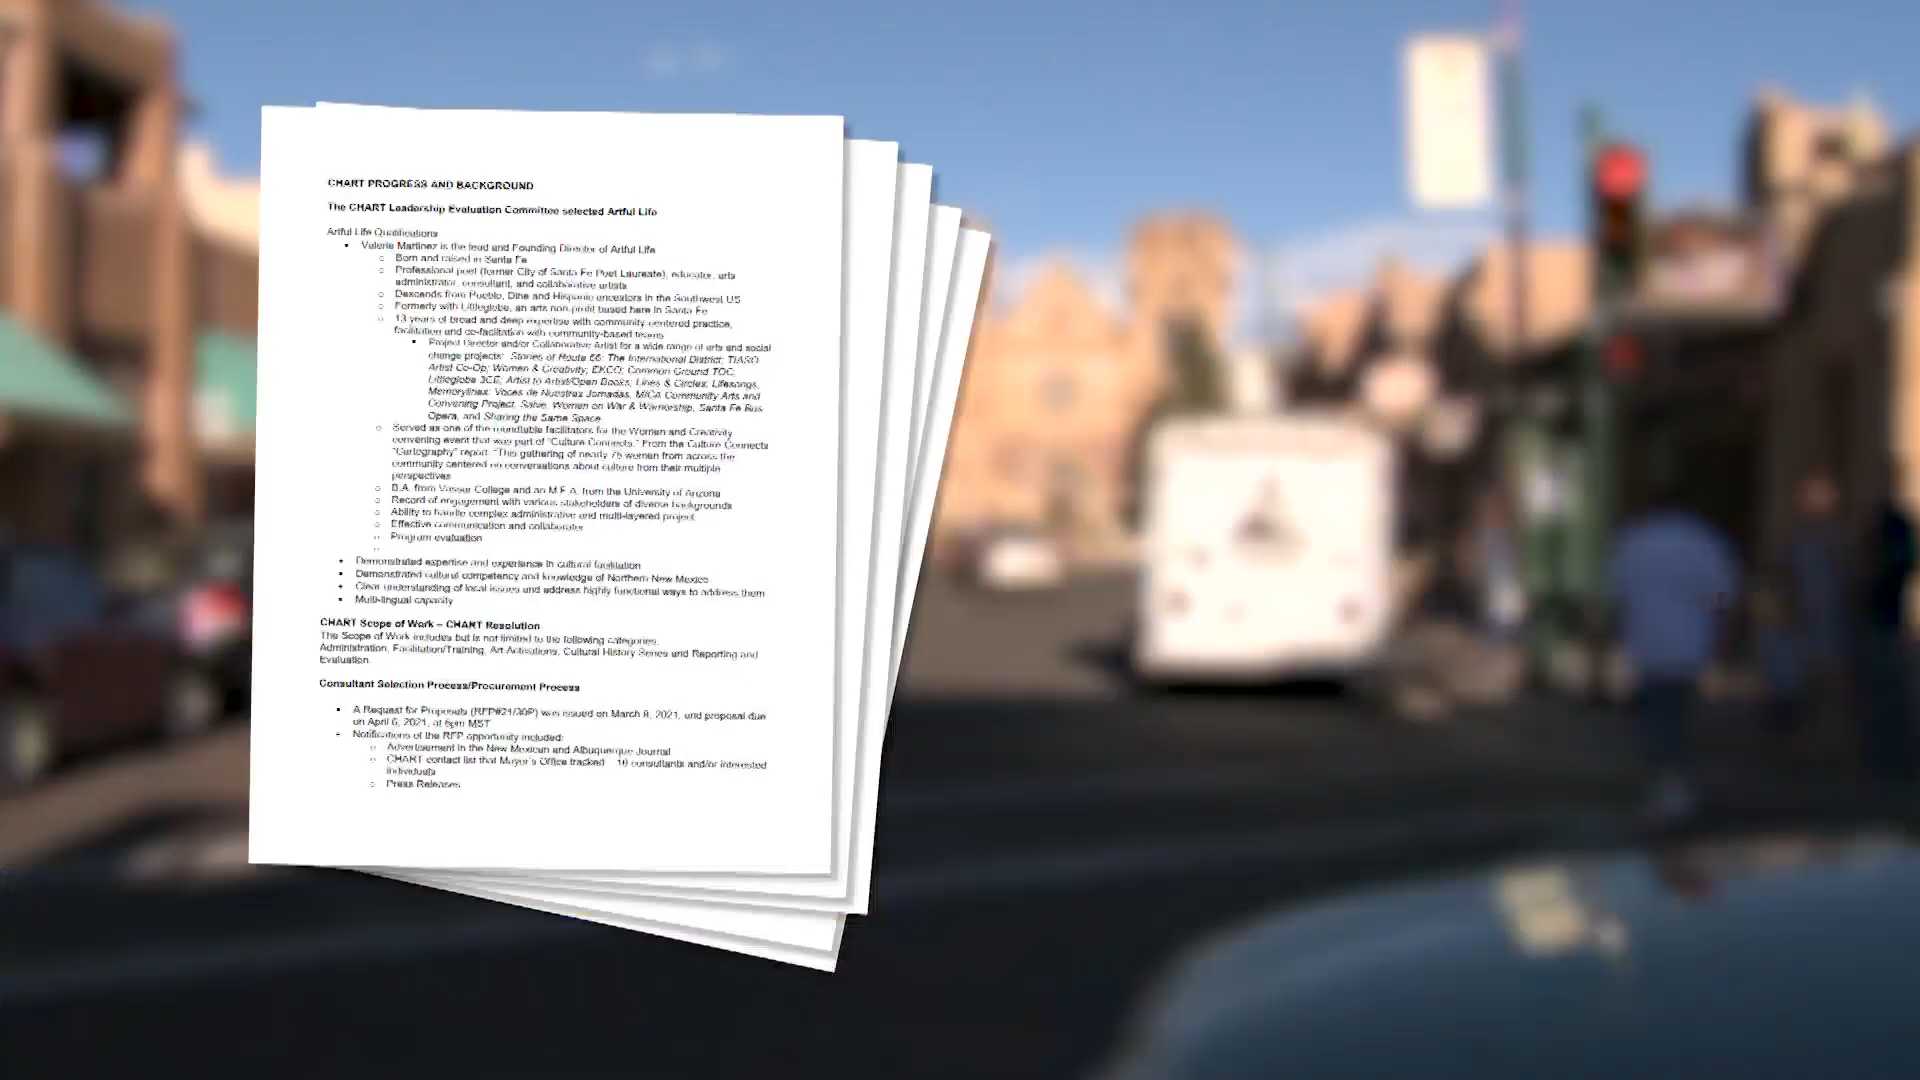 CHART PROGRESS AND BACKGROUND
The CHART Leadership Evaluation Committee selected Artful Life
Artful Life Qualifications
• Valerie Martinez is the lead and Founding Director of Artful Life
○ Born and raised in Santa Fe
○ Professional poet (former City of Santa Fe Poet Laureate), educator, arts
administrator, consultant, and collaborative artists
○ Descends from Pueblo, Dine and Hispanic ancestors in the Southwest US
○ Formerly with Littleglobe, an arts non-profit based here in Santa Fe
○ 13 years of broad and deep expertise with community centered practice,
facilitation and co-facilitation with community-based teams
▪ Project Director and/or Collaborative Artist for a wide range of arts and social
change projects: Stories of Route 66: The International District; TIASO
Artist Co-Op; Women & Creativity; EKCO; Common Ground TOC;
Littleglobe 3CE; Artist to Artist/Open Books; Lines & Circles; Lifesongs,
Memorylines: Voces de Nuestras Jornadas, MICA Community Arts and
Convening Project, Salve, Women on War & Warriorship, Santa Fe Bus
Opera, and Sharing the Same Space
○ Served as one of the roundtable facilitators for the Women and Creativity
convening event that was part of "Culture Connects." From the Culture Connects
"Cartography" report: "This gathering of nearly 75 women from across the
community centered on conversations about culture from their multiple
perspectives
○ B.A. from Vassar College and an M.F.A. from the University of Arizona
○ Record of engagement with various stakeholders of diverse backgrounds
○ Ability to handle complex administrative and multi-layered project
○ Effective communication and collaborator
○ Program evaluation
○
• Demonstrated expertise and experience in cultural facilitation
• Demonstrated cultural competency and knowledge of Northern New Mexico
• Clear understanding of local issues and address highly functional ways to address them
• Multi-lingual capacity
CHART Scope of Work – CHART Resolution
The Scope of Work includes but is not limited to the following categories:
Administration, Facilitation/Training, Art Activations, Cultural History Series and Reporting and
Evaluation.
Consultant Selection Process/Procurement Process
• A Request for Proposals (RFP#21/30P) was issued on March 9, 2021, and proposal due
on April 6, 2021, at 5pm MST
• Notifications of the RFP opportunity included:
○ Advertisement in the New Mexican and Albuquerque Journal
○ CHART contact list that Mayor's Office tracked 16 consultants and/or interested
individuals
○ Press Releases